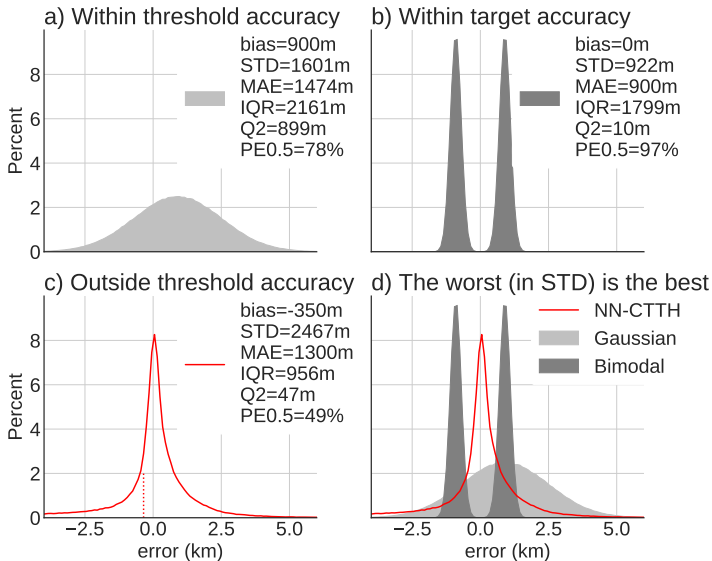 a) Within threshold accuracy
bias=900m
STD=1601m
MAE=1474m
IQR=2161m
Q2=899m
PE0.5=78%
Percent
8
6
4
2
0
b) Within target accuracy
bias=0m
STD=922m
MAE=900m
IQR=1799m
Q2=10m
PE0.5=97%
c) Outside threshold accuracy
bias=-350m
STD=2467m
MAE=1300m
IQR=956m
Q2=47m
PE0.5=49%
Percent
8
6
4
2
0
−2.5 0.0 2.5 5.0
error (km)
d) The worst (in STD) is the best
NN-CTTH
Gaussian
Bimodal
−2.5 0.0 2.5 5.0
error (km)